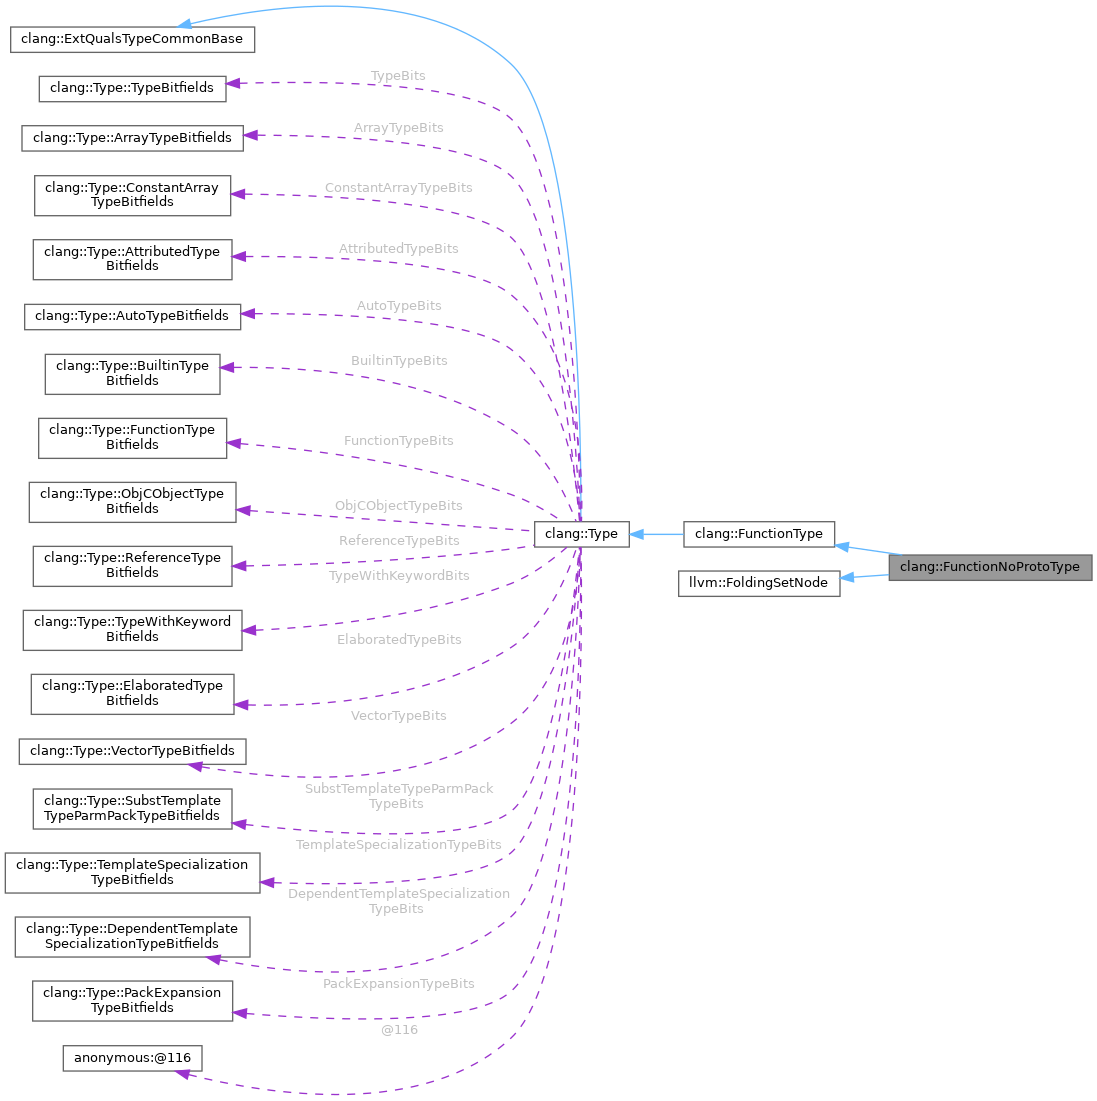 clang::ExtQualsTypeCommonBase
clang::Type::TypeBitfields
TypeBits
clang::Type::ArrayTypeBitfields
ArrayTypeBits
clang::Type::ConstantArray
TypeBitfields
ConstantArrayTypeBits
clang::Type::AttributedType
Bitfields
AttributedTypeBits
clang::Type::AutoTypeBitfields
AutoTypeBits
clang::Type::BuiltinType
Bitfields
BuiltinTypeBits
clang::Type::FunctionType
Bitfields
FunctionTypeBits
clang::Type::ObjCObjectType
Bitfields
ObjCObjectTypeBits
clang::Type::ReferenceType
Bitfields
ReferenceTypeBits
clang::Type::TypeWithKeyword
Bitfields
TypeWithKeywordBits
clang::Type::ElaboratedType
Bitfields
ElaboratedTypeBits
clang::Type::VectorTypeBitfields
VectorTypeBits
clang::Type::SubstTemplate
TypeParmPackTypeBitfields
SubstTemplateTypeParmPack
TypeBits
clang::Type::TemplateSpecialization
TypeBitfields
TemplateSpecializationTypeBits
clang::Type::DependentTemplate
SpecializationTypeBitfields
DependentTemplateSpecialization
TypeBits
clang::Type::PackExpansion
TypeBitfields
PackExpansionTypeBits
anonymous:@116
@116
clang::Type
clang::FunctionType
llvm::FoldingSetNode
clang::FunctionNoProtoType